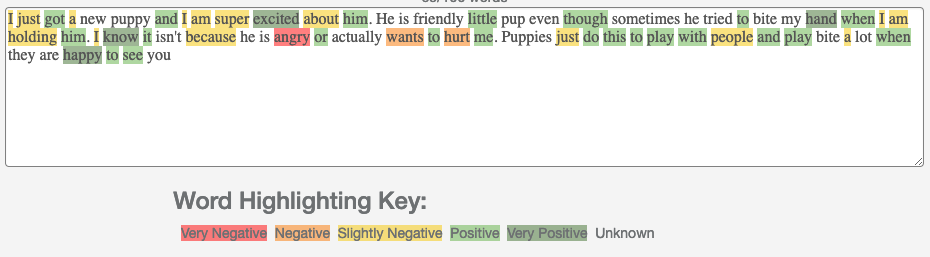 I just got a new puppy and I am super excited about him. He is friendly little pup even though sometimes he tried to bite my hand when I am
holding him. I know it isn't because he is angry or actually wants to hurt me. Puppies just do this to play with people and play bite a lot when
they are happy to see you
Word Highlighting Key:
Very Negative Negative Slightly Negative Positive Very Positive Unknown